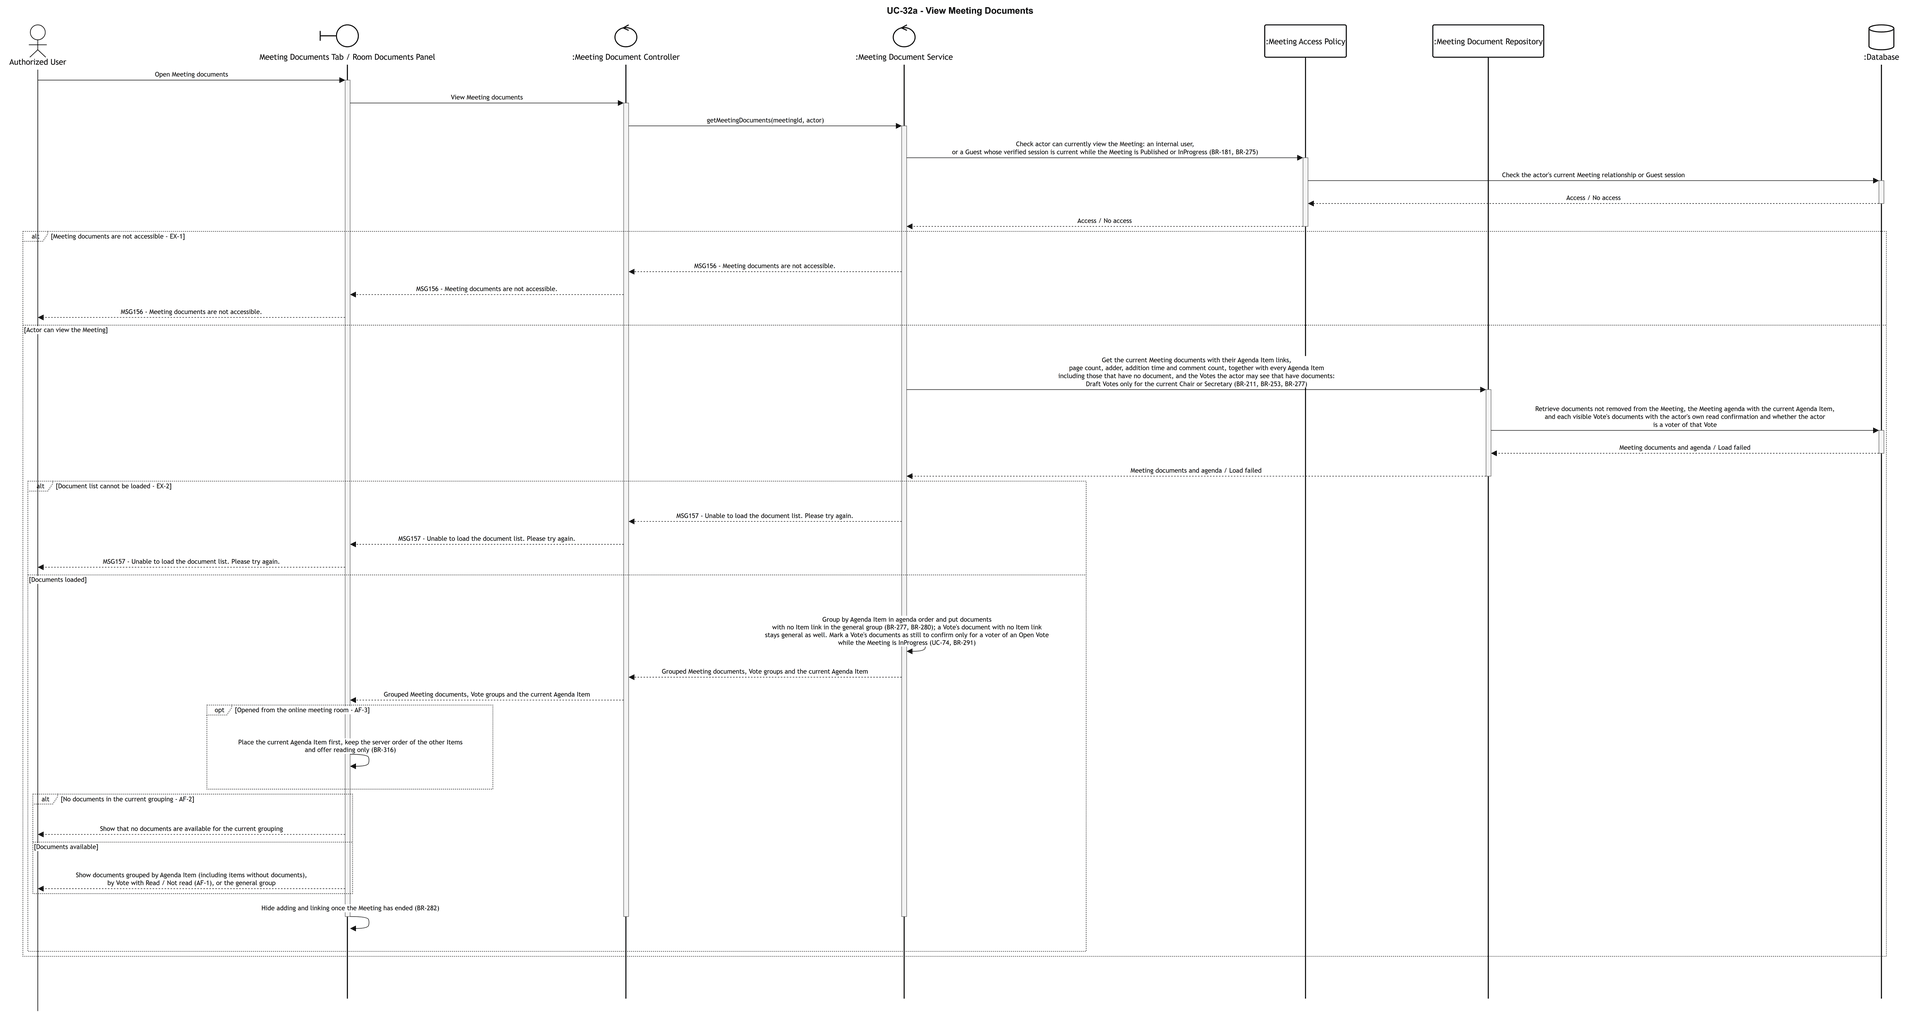 UC-32a - View Meeting Documents
Authorized User
Meeting Documents Tab / Room Documents Panel
:Meeting Document Controller
:Meeting Document Service
:Meeting Access Policy
:Meeting Document Repository
:Database
Open Meeting documents
View Meeting documents
getMeetingDocuments(meetingId, actor)
Check actor can currently view the Meeting: an internal user,
or a Guest whose verified session is current while the Meeting is Published or InProgress (BR-181, BR-275)
Check the actor's current Meeting relationship or Guest session
Access / No access
Access / No access
alt
[Meeting documents are not accessible - EX-1]
MSG156 - Meeting documents are not accessible.
MSG156 - Meeting documents are not accessible.
MSG156 - Meeting documents are not accessible.
[Actor can view the Meeting]
Get the current Meeting documents with their Agenda Item links,
page count, adder, addition time and comment count, together with every Agenda Item
including those that have no document, and the Votes the actor may see that have documents:
Draft Votes only for the current Chair or Secretary (BR-211, BR-253, BR-277)
Retrieve documents not removed from the Meeting, the Meeting agenda with the current Agenda Item,
and each visible Vote's documents with the actor's own read confirmation and whether the actor
is a voter of that Vote
Meeting documents and agenda / Load failed
Meeting documents and agenda / Load failed
alt
[Document list cannot be loaded - EX-2]
MSG157 - Unable to load the document list. Please try again.
MSG157 - Unable to load the document list. Please try again.
MSG157 - Unable to load the document list. Please try again.
[Documents loaded]
Group by Agenda Item in agenda order and put documents
with no Item link in the general group (BR-277, BR-280); a Vote's document with no Item link
stays general as well. Mark a Vote's documents as still to confirm only for a voter of an Open Vote
while the Meeting is InProgress (UC-74, BR-291)
Grouped Meeting documents, Vote groups and the current Agenda Item
Grouped Meeting documents, Vote groups and the current Agenda Item
opt
[Opened from the online meeting room - AF-3]
Place the current Agenda Item first, keep the server order of the other Items
and offer reading only (BR-316)
alt
[No documents in the current grouping - AF-2]
Show that no documents are available for the current grouping
[Documents available]
Show documents grouped by Agenda Item (including items without documents),
by Vote with Read / Not read (AF-1), or the general group
Hide adding and linking once the Meeting has ended (BR-282)